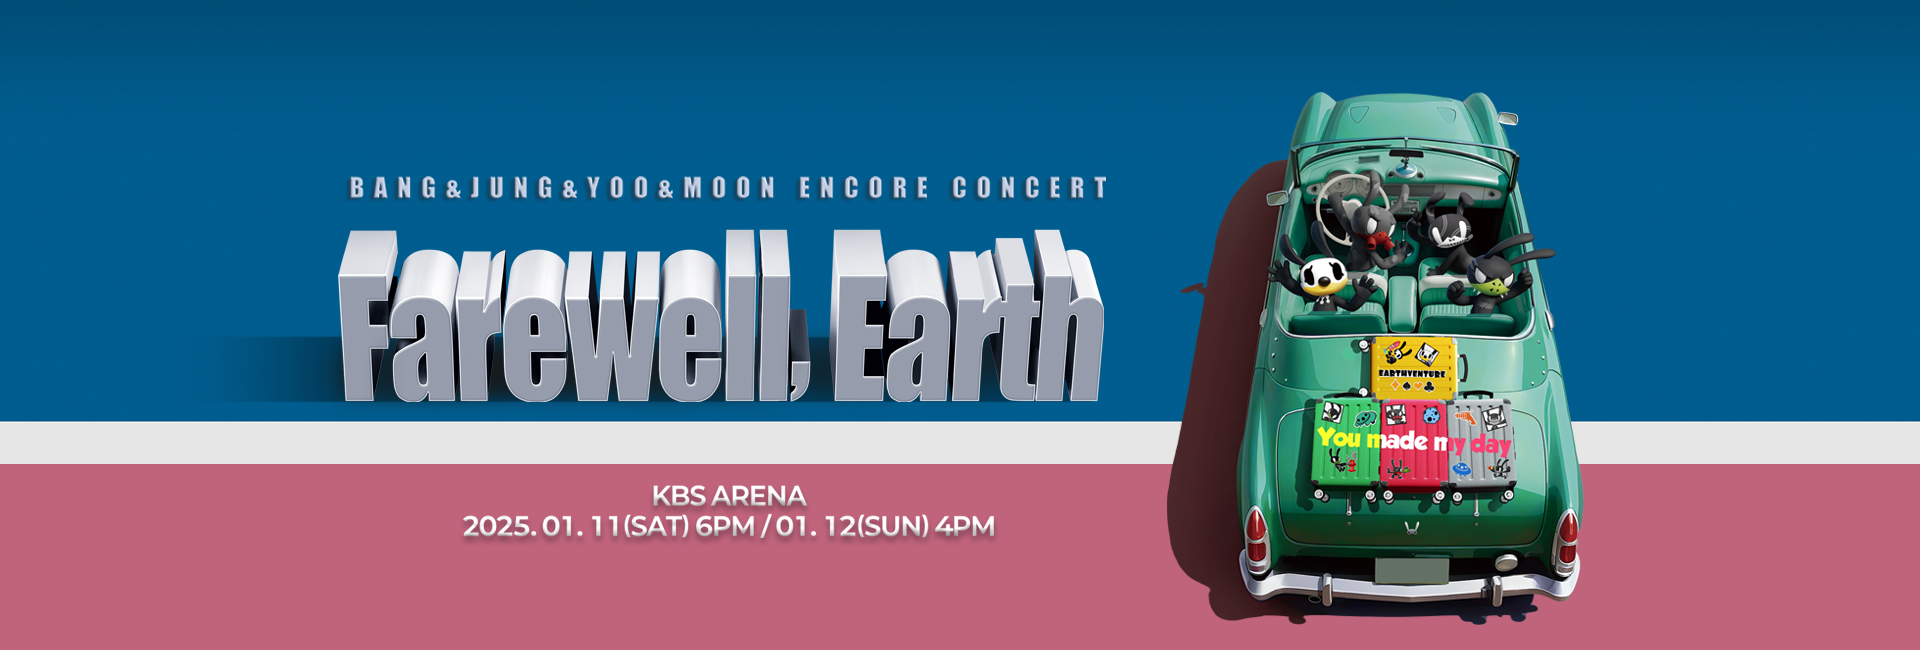 BANG&JUNG&YOO&MOON ENCORE CONCERT
Farewell, Earth
KBS ARENA
2025. 01. 11(SAT) 6PM / 01. 12(SUN) 4PM
EARTHVENTURE
You made my day